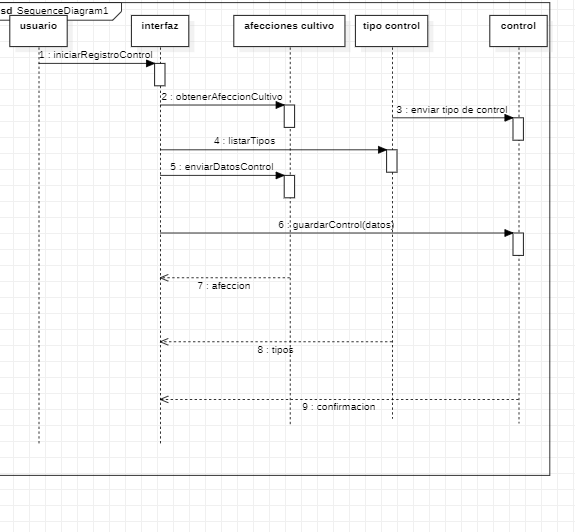 sd SequenceDiagram1
usuario
interfaz
afecciones cultivo
tipo control
control
1 : iniciarRegistroControl
2 : obtenerAfeccionCultivo
3 : enviar tipo de control
4 : listarTipos
5 : enviarDatosControl
6 : guardarControl(datos)
7 : afeccion
8 : tipos
9 : confirmacion